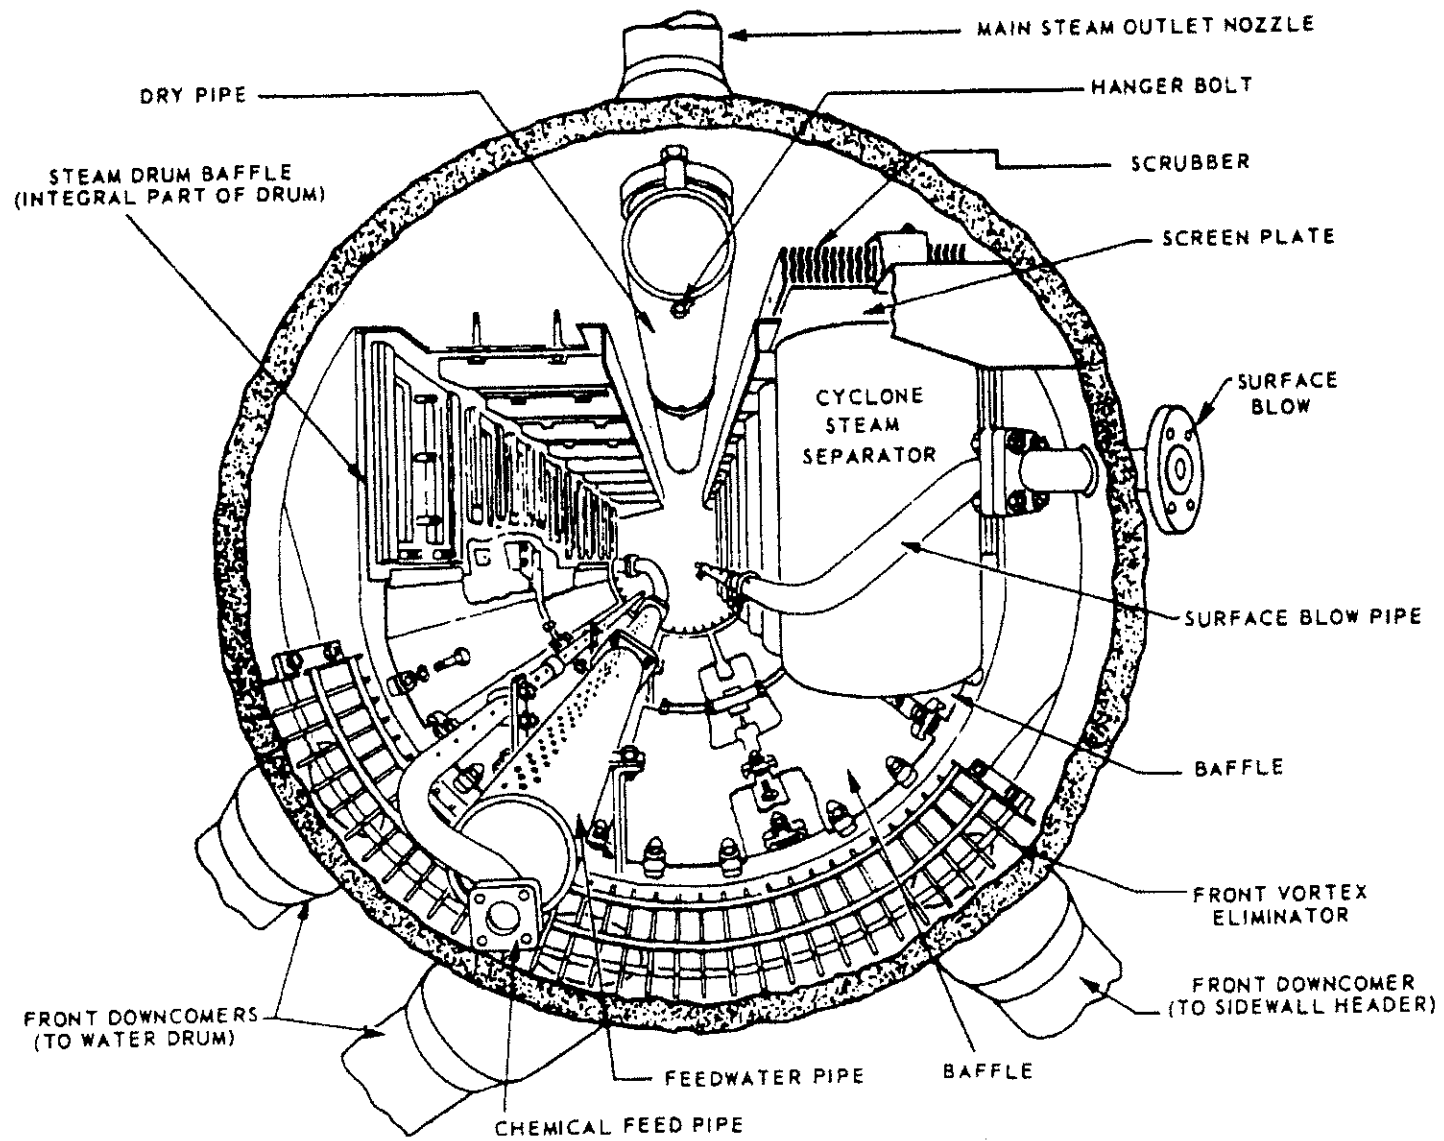 MAIN STEAM OUTLET NOZZLE
DRY PIPE
HANGER BOLT
STEAM DRUM BAFFLE
(INTEGRAL PART OF DRUM)
SCRUBBER
SCREEN PLATE
SURFACE
BLOW
CYCLONE
STEAM
SEPARATOR
SURFACE BLOW PIPE
BAFFLE
FRONT VORTEX
ELIMINATOR
FRONT DOWNCOMER
(TO SIDEWALL HEADER)
FRONT DOWNCOMERS
(TO WATER DRUM)
BAFFLE
FEEDWATER PIPE
CHEMICAL FEED PIPE